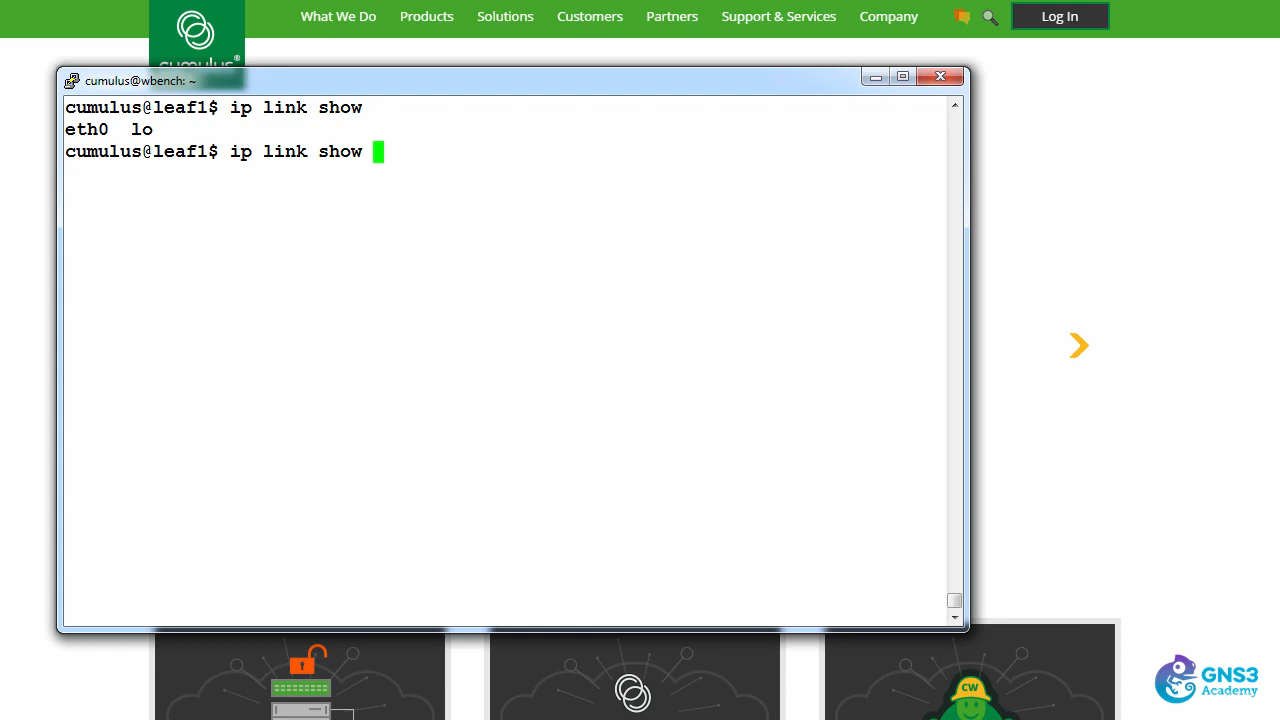 What We Do Products Solutions Customers Partners Support & Services Company Log In
cumulus®
cumulus@wbench: ~
cumulus@leaf1$ ip link show
eth0 lo
cumulus@leaf1$ ip link show
CW
GNS3
Academy